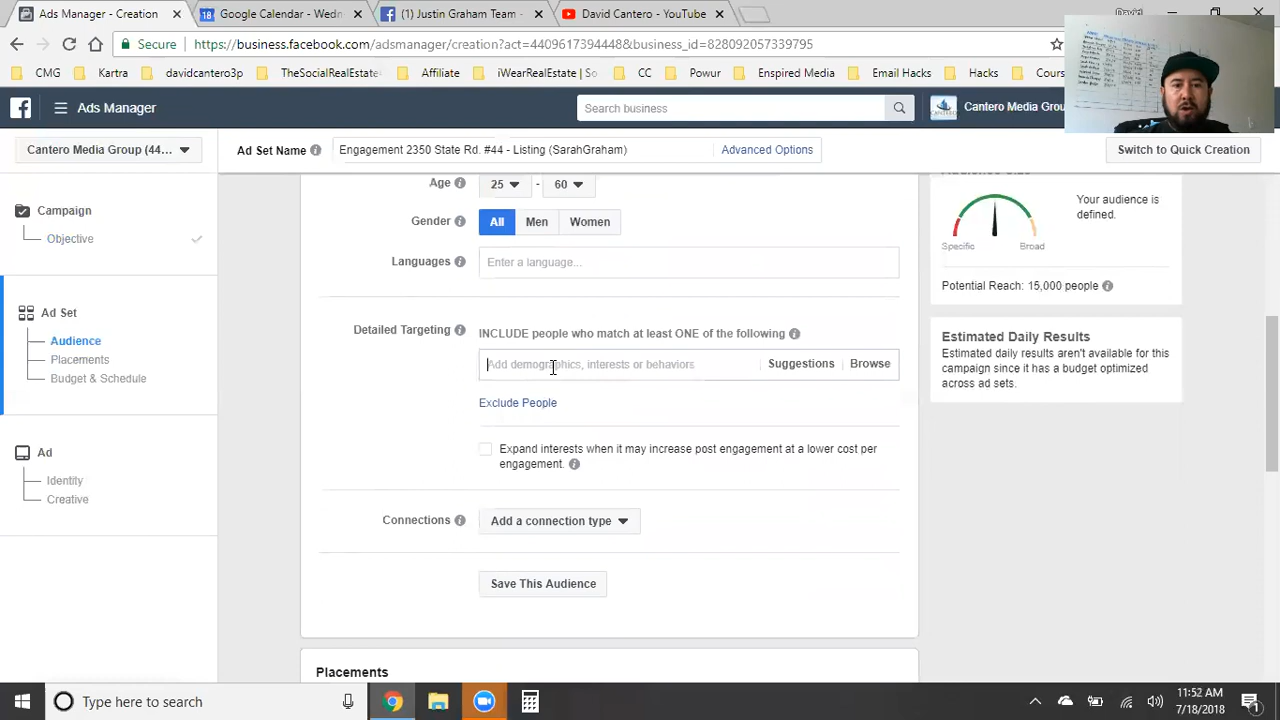 Ads Manager - Creation
Google Calendar - Wedn
(1) Justin Graham Team -
David Cantero - YouTube
Secure
https://business.facebook.com/adsmanager/creation?act=44096173944488&business_id=828092057339795
CMG
Kartra
davidcantero3p
TheSocialRealEstate
iWearRealEstate | Sh
CC
Powur
Enspired Media
Email Hacks
Hacks
Cours
Ads Manager
Search business
Cantero Media Grou
Cantero Media Group (44...
Ad Set Name
Engagement 2350 State Rd. #44 - Listing (SarahGraham)
Advanced Options
Switch to Quick Creation
Campaign
Objective
Ad Set
Audience
Placements
Budget & Schedule
Ad
Identity
Creative
Age
25
-
60
Gender
All
Men
Women
Languages
Enter a language...
Detailed Targeting
INCLUDE people who match at least ONE of the following
Add demographics, interests or behaviors
Suggestions
Browse
Exclude People
Expand interests when it may increase post engagement at a lower cost per
engagement.
Connections
Add a connection type
Save This Audience
Placements
Audience Size
Your audience is
defined.
Specific
Broad
Potential Reach: 15,000 people
Estimated Daily Results
Estimated daily results aren't available for this
campaign since it has a budget optimized
across ad sets.
Type here to search
11:52 AM
7/18/2018